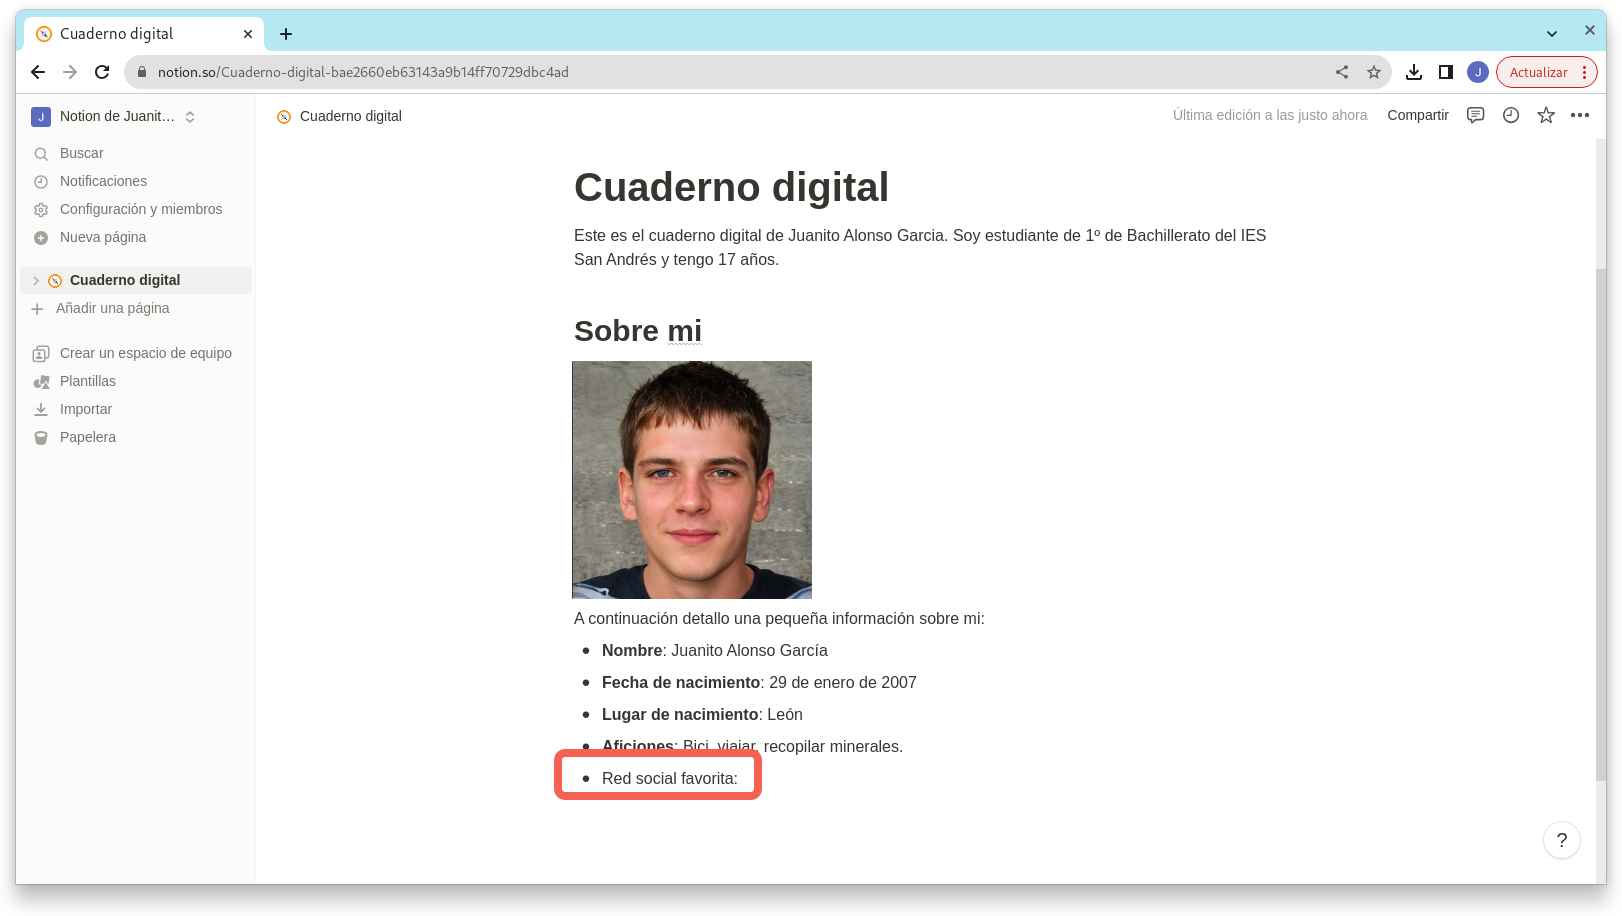 Cuaderno digital
notion.so/Cuaderno-digital-bae2660eb63143a9b14ff70729dbc4ad
J
Actualizar
J
Notion de Juanit…
Cuaderno digital
Última edición a las justo ahora
Compartir
Buscar
Notificaciones
Configuración y miembros
Nueva página
Cuaderno digital
Añadir una página
Crear un espacio de equipo
Plantillas
Importar
Papelera
Cuaderno digital
Este es el cuaderno digital de Juanito Alonso Garcia. Soy estudiante de 1º de Bachillerato del IES
San Andrés y tengo 17 años.
Sobre mi
A continuación detallo una pequeña información sobre mi:
• Nombre: Juanito Alonso García
• Fecha de nacimiento: 29 de enero de 2007
• Lugar de nacimiento: León
• Aficiones: Bici, viajar, recopilar minerales.
• Red social favorita:
?